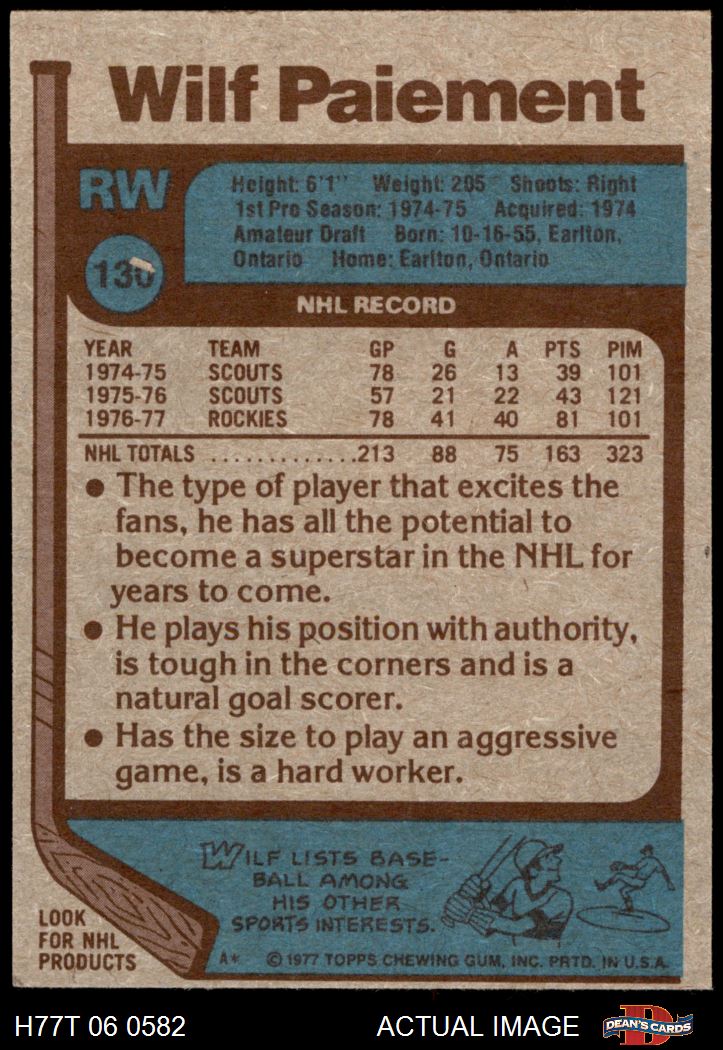 Wilf Paiement
RW
Height: 6'1" Weight: 205 Shoots: Right
1st Pro Season: 1974-75 Acquired: 1974
Amateur Draft Born: 10-16-55, Earlton,
Ontario Home: Earlton, Ontario
130
NHL RECORD
YEAR TEAM GP G A PTS PIM
1974-75 SCOUTS 78 26 13 39 101
1975-76 SCOUTS 57 21 22 43 121
1976-77 ROCKIES 78 41 40 81 101
NHL TOTALS .............213 88 75 163 323
● The type of player that excites the
fans, he has all the potential to
become a superstar in the NHL for
years to come.
● He plays his position with authority,
is tough in the corners and is a
natural goal scorer.
● Has the size to play an aggressive
game, is a hard worker.
WILF LISTS BASE-
BALL AMONG
HIS OTHER
SPORTS INTERESTS.
LOOK
FOR NHL
PRODUCTS
A* © 1977 TOPPS CHEWING GUM, INC. PRTD. IN U.S.A.
H77T 06 0582 ACTUAL IMAGE D DEAN'S CARDS